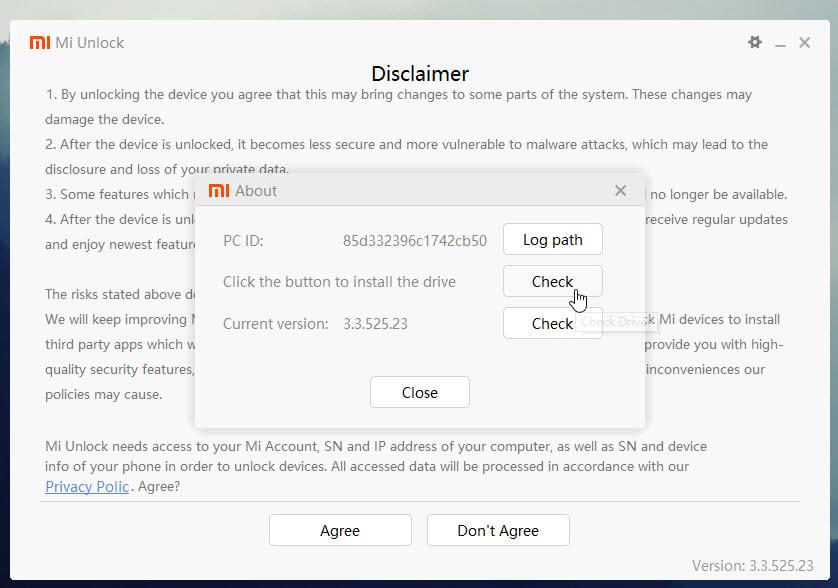 Mi Unlock
Disclaimer
1. By unlocking the device you agree that this may bring changes to some parts of the system. These changes may
damage the device.
2. After the device is unlocked, it becomes less secure and more vulnerable to malware attacks, which may lead to the
disclosure and loss of your private data.
3. Some features which no longer be available.
4. After the device is receive regular updates
and enjoy newest
The risks stated above
We will keep improving Mi devices to install
third party apps which provide you with high-
quality security features, inconveniences our
policies may cause.
Mi Unlock needs access to your Mi Account, SN and IP address of your computer, as well as SN and device
info of your phone in order to unlock devices. All accessed data will be processed in accordance with our
Privacy Polic. Agree?
Agree
Don't Agree
Version: 3.3.525.23
About
PC ID:
85d332396c1742cb50
Log path
Click the button to install the drive
Check
Current version:
3.3.525.23
Check
Check Drive
Close